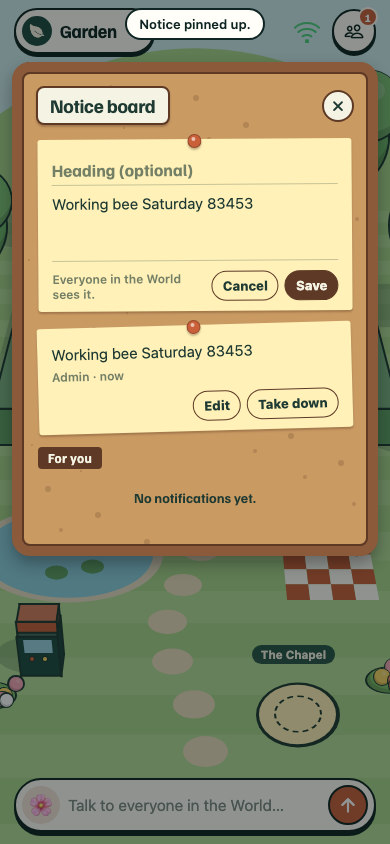 Garden
Notice pinned up.
1
Notice board
Heading (optional)
Working bee Saturday 83453
Everyone in the World
sees it.
Cancel
Save
Working bee Saturday 83453
Admin · now
Edit
Take down
For you
No notifications yet.
The Chapel
Talk to everyone in the World...